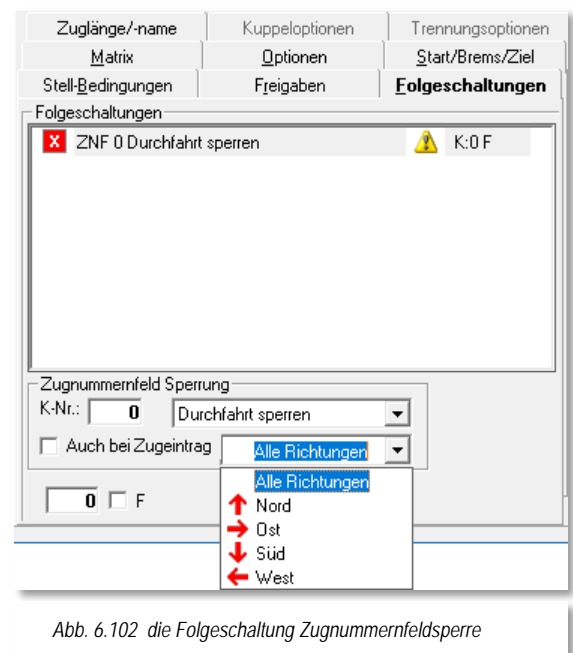 Zuglänge/-name Kuppeloptionen Trennungsoptionen
Matrix Optionen Start/Brems/Ziel
Stell-Bedingungen Freigaben Folgeschaltungen
Folgeschaltungen
X ZNF 0 Durchfahrt sperren K:0 F
Zugnummernfeld Sperrung
K-Nr.: 0 Durchfahrt sperren
Auch bei Zugeintrag Alle Richtungen
Alle Richtungen
0 F Nord
Ost
Süd
West
Abb. 6.102 die Folgeschaltung Zugnummernfeldsperre